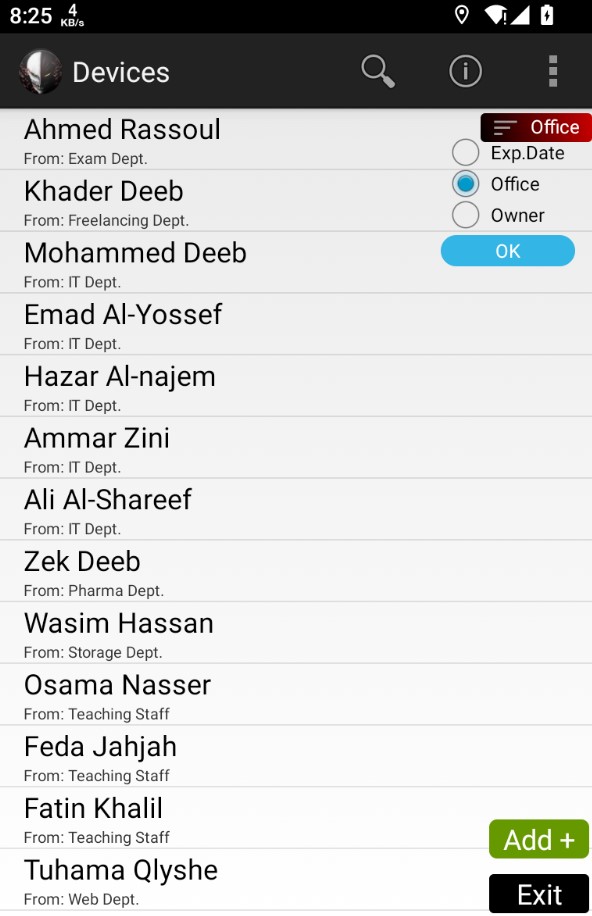 8:25 4 KB/s
Devices
Office
Ahmed Rassoul
From: Exam Dept.
Exp.Date
Khader Deeb
Office
From: Freelancing Dept.
Owner
Mohammed Deeb
OK
From: IT Dept.
Emad Al-Yossef
From: IT Dept.
Hazar Al-najem
From: IT Dept.
Ammar Zini
From: IT Dept.
Ali Al-Shareef
From: IT Dept.
Zek Deeb
From: Pharma Dept.
Wasim Hassan
From: Storage Dept.
Osama Nasser
From: Teaching Staff
Feda Jahjah
From: Teaching Staff
Fatin Khalil
From: Teaching Staff
Add +
Tuhama Qlyshe
From: Web Dept.
Exit